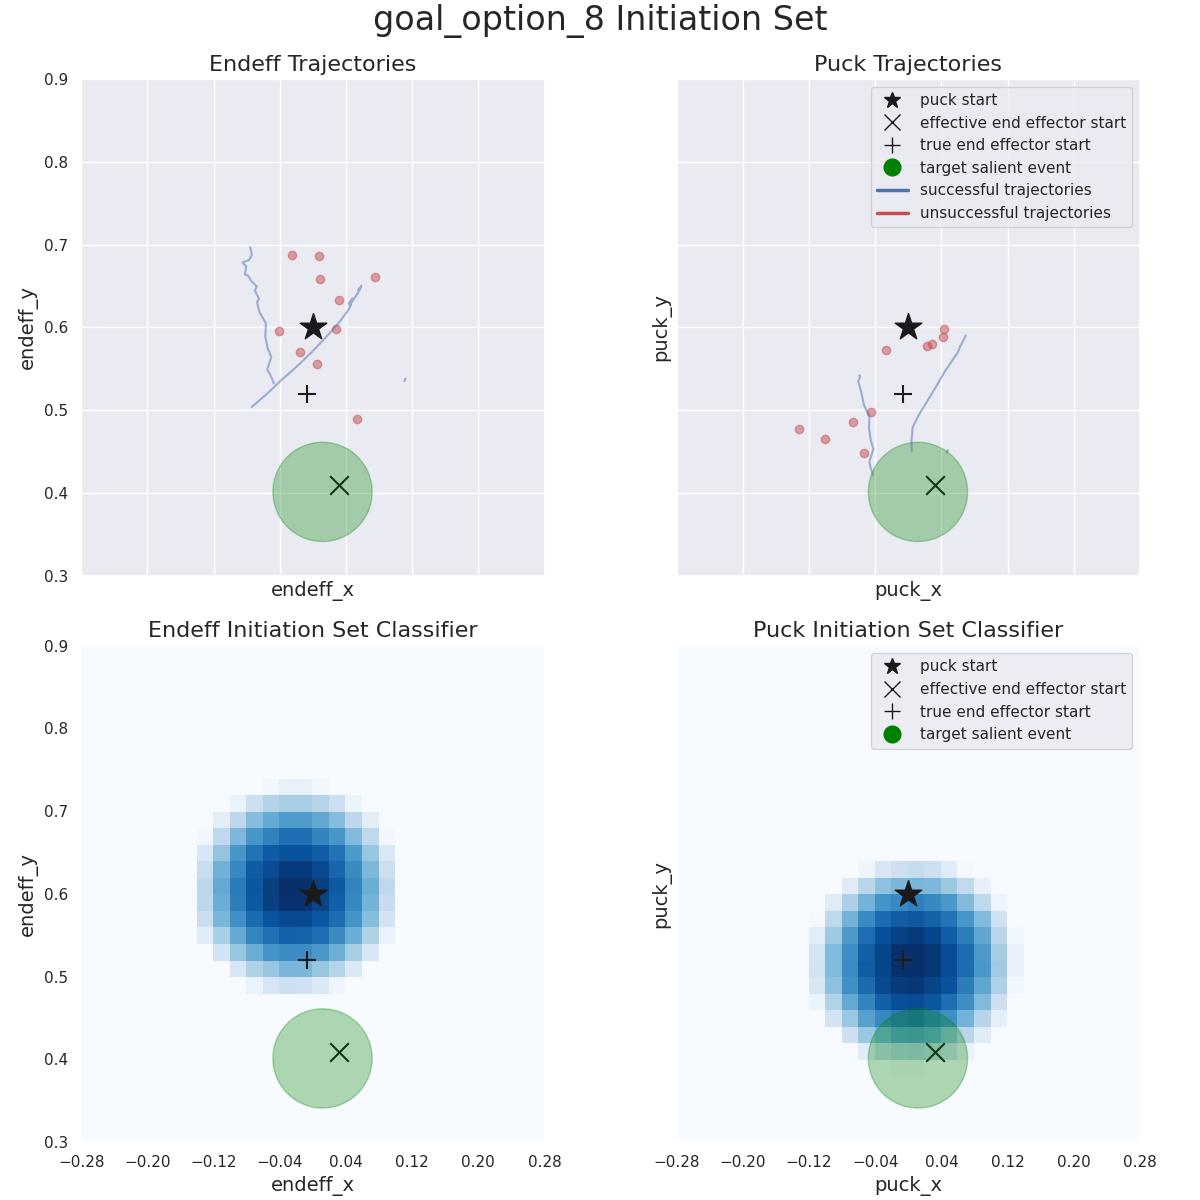 goal_option_8 Initiation Set
Endeff Trajectories
endeff_y
0.9
0.8
0.7
0.6
0.5
0.4
0.3
endeff_x
Puck Trajectories
puck start
effective end effector start
true end effector start
target salient event
successful trajectories
unsuccessful trajectories
puck_y
puck_x
Endeff Initiation Set Classifier
endeff_y
0.9
0.8
0.7
0.6
0.5
0.4
0.3
−0.28 −0.20 −0.12 −0.04 0.04 0.12 0.20 0.28
endeff_x
Puck Initiation Set Classifier
puck start
effective end effector start
true end effector start
target salient event
puck_y
−0.28 −0.20 −0.12 −0.04 0.04 0.12 0.20 0.28
puck_x